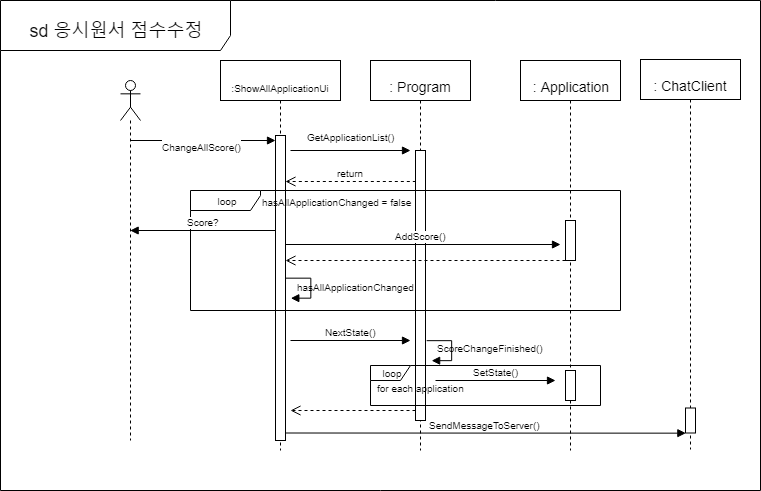 sd 응시원서 점수수정
:ShowAllApplicationUi
: Program
: Application
: ChatClient
ChangeAllScore()
GetApplicationList()
return
loop
hasAllApplicationChanged = false
Score?
AddScore()
hasAllApplicationChanged
NextState()
ScoreChangeFinished()
loop
SetState()
for each application
SendMessageToServer()